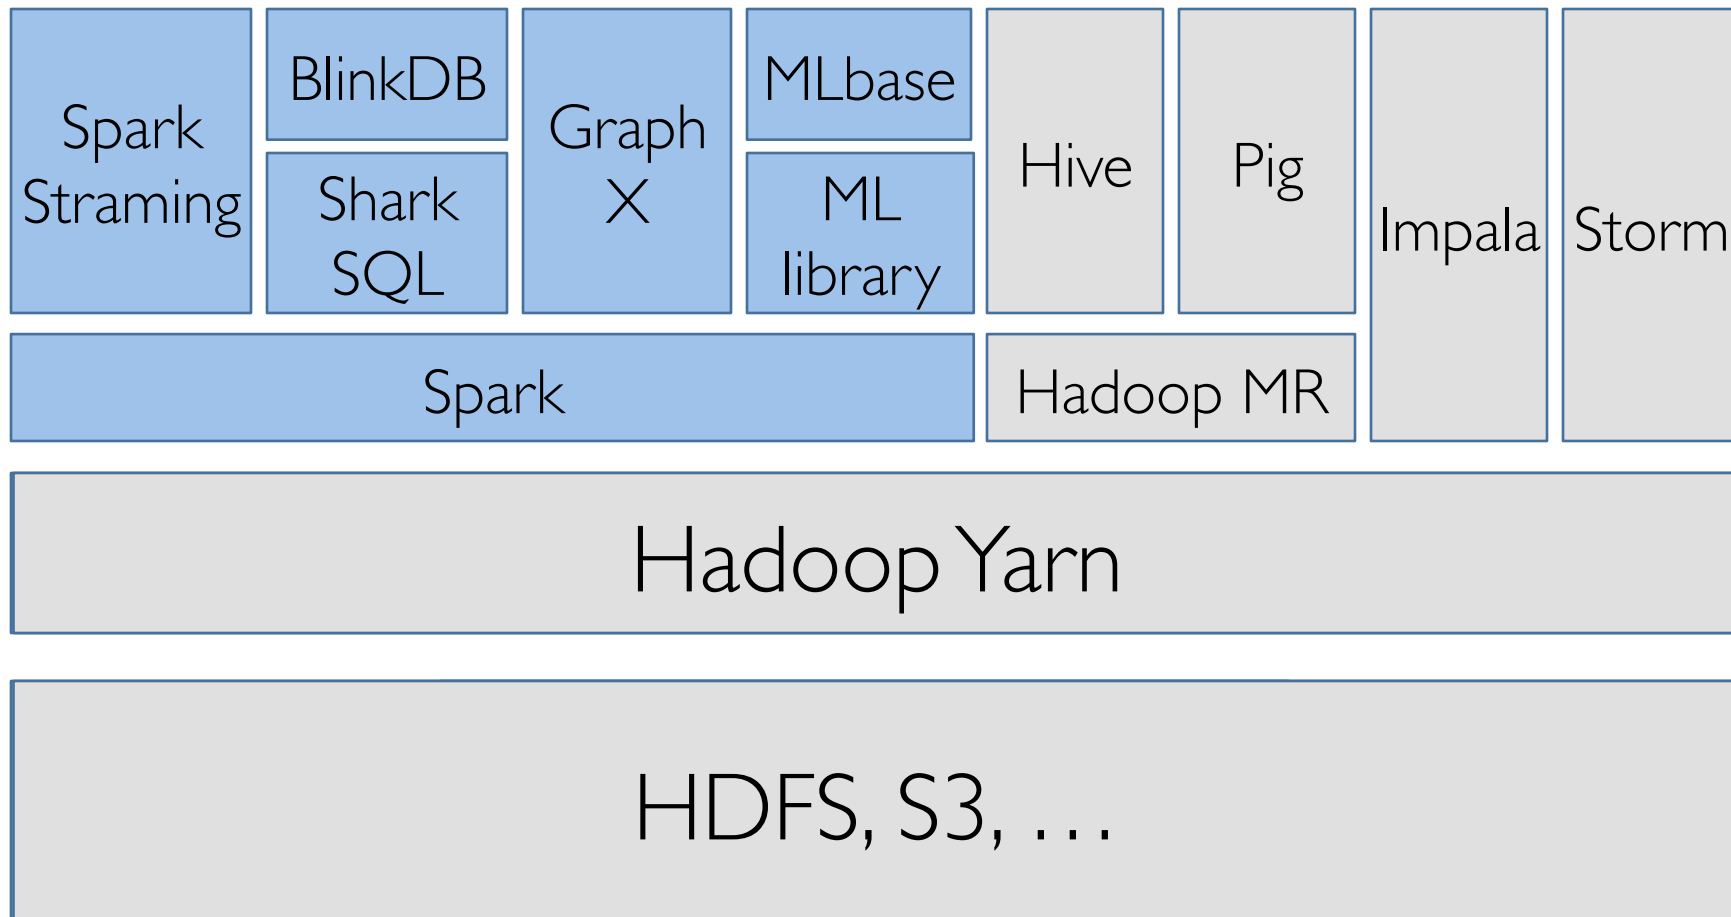 Spark
Straming
BlinkDB
Shark
SQL
Graph
X
MLbase
ML
library
Hive
Pig
Impala
Storm
Spark
Hadoop MR
Hadoop Yarn
HDFS, S3, …